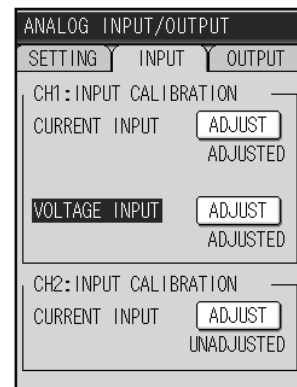 ANALOG INPUT/OUTPUT
SETTING INPUT OUTPUT
CH1:INPUT CALIBRATION
CURRENT INPUT ADJUST
ADJUSTED
VOLTAGE INPUT ADJUST
ADJUSTED
CH2:INPUT CALIBRATION
CURRENT INPUT ADJUST
UNADJUSTED